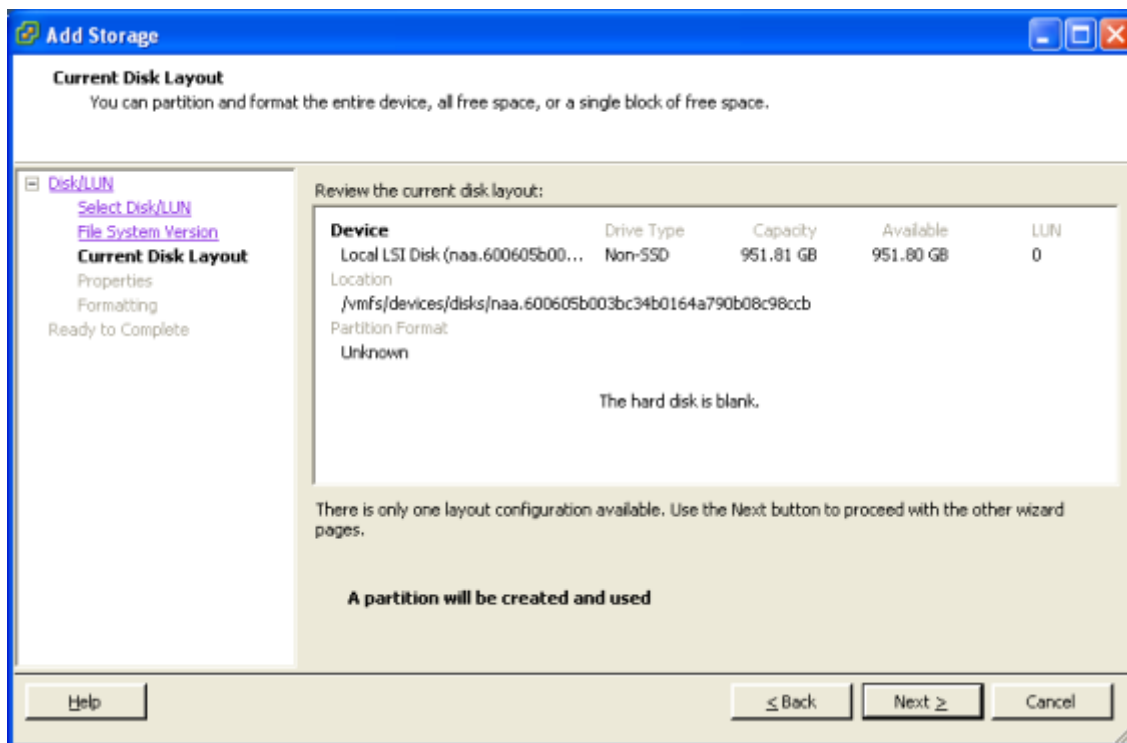 Add Storage
Current Disk Layout
You can partition and format the entire device, all free space, or a single block of free space.
Disk/LUN
Select Disk/LUN
File System Version
Current Disk Layout
Properties
Formatting
Ready to Complete
Review the current disk layout:
Device Drive Type Capacity Available LUN
Local LSI Disk (naa.600605b00... Non-SSD 951.81 GB 951.80 GB 0
Location
/vmfs/devices/disks/naa.600605b003bc34b0164a790b08c98ccb
Partition Format
Unknown
The hard disk is blank.
There is only one layout configuration available. Use the Next button to proceed with the other wizard
pages.
A partition will be created and used
Help
< Back
Next >
Cancel